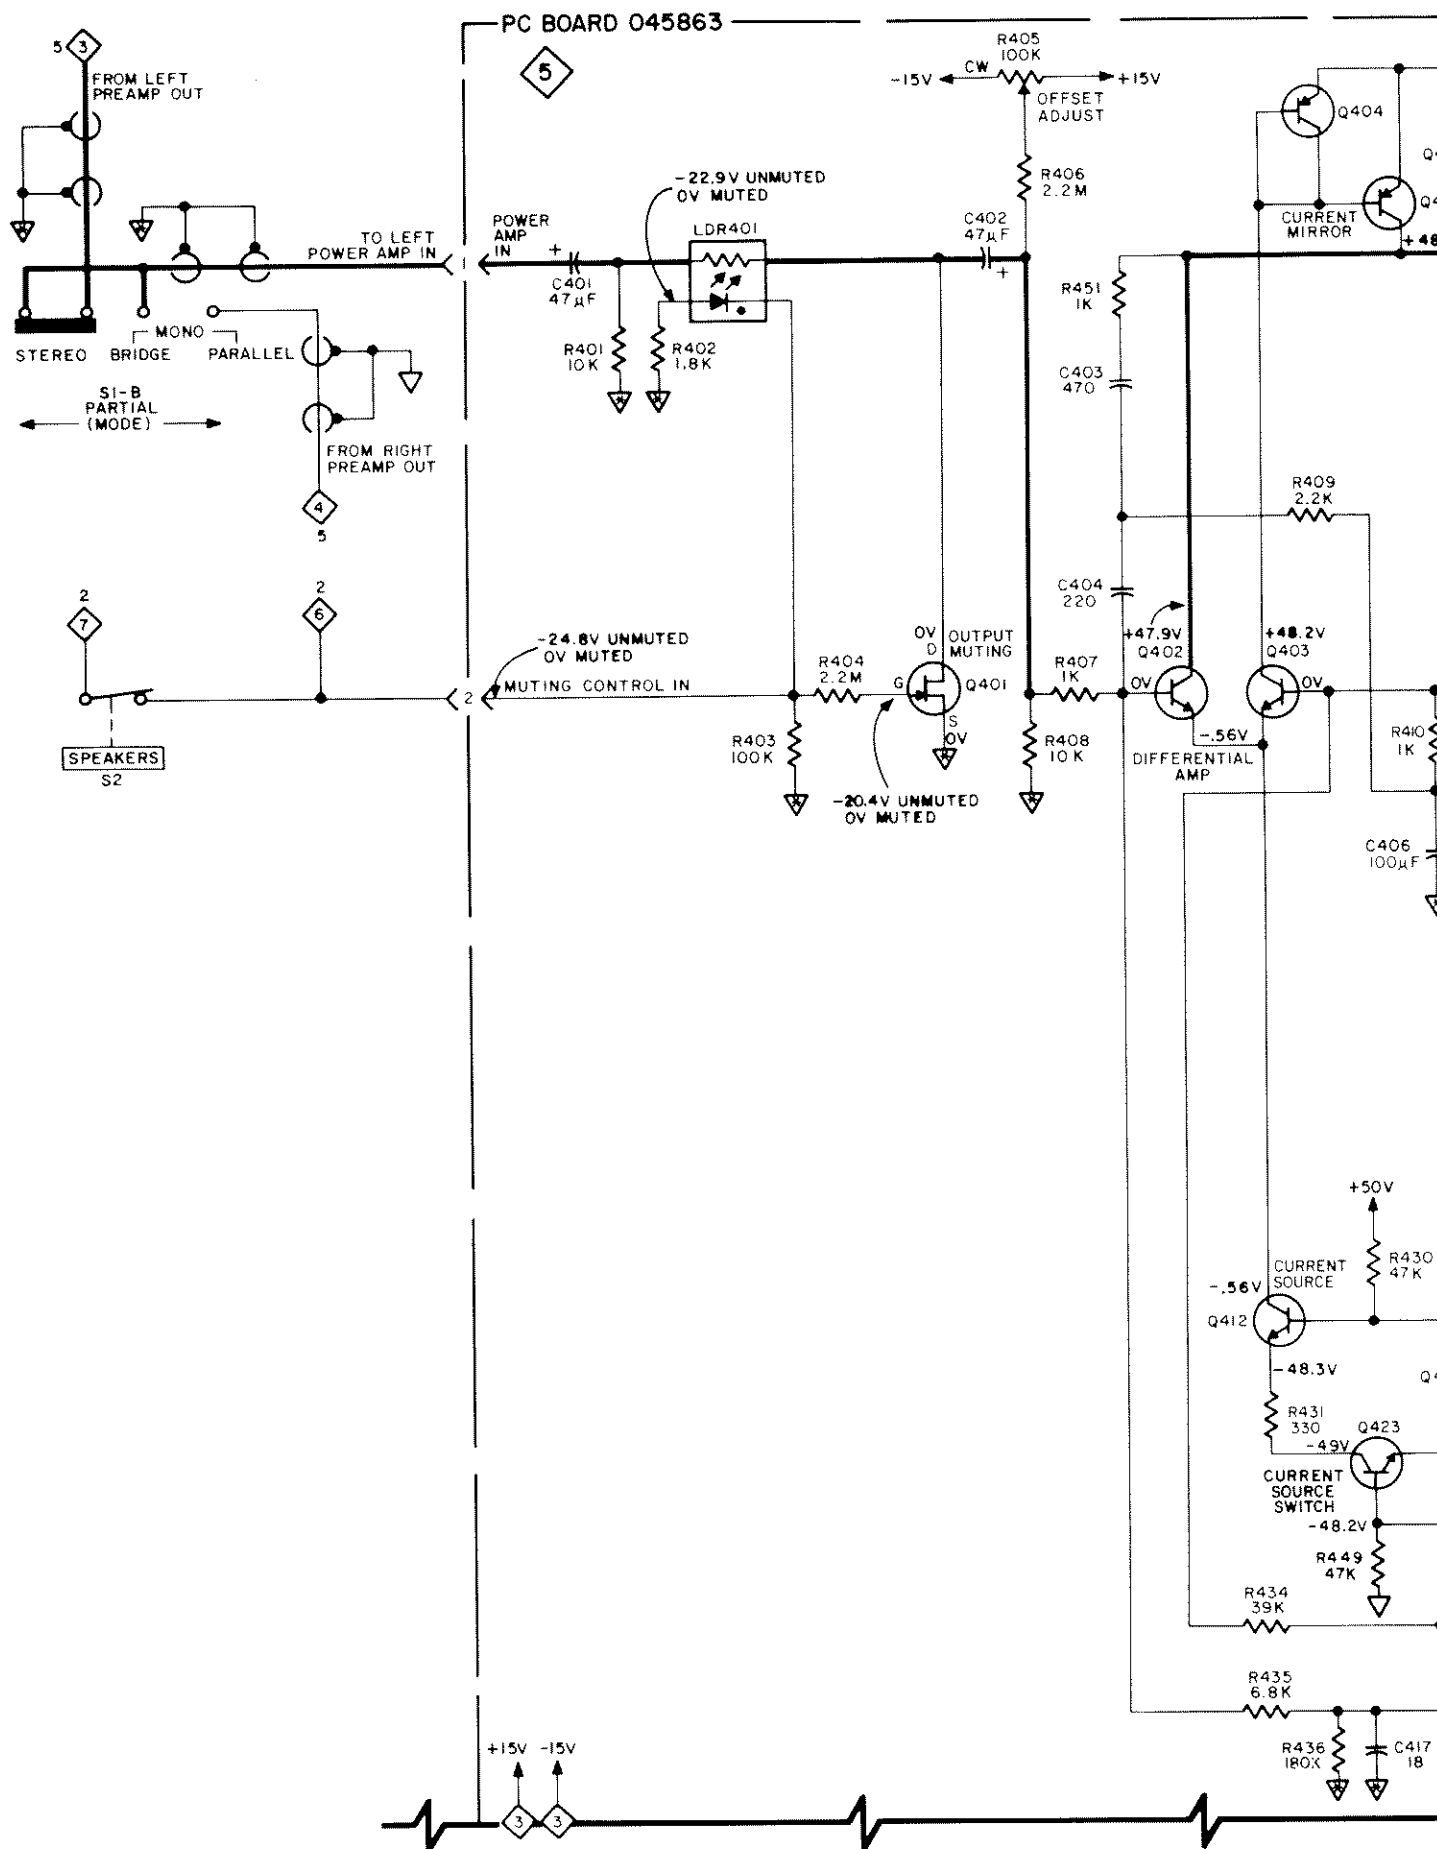 PC BOARD 045863
5
5
3
FROM LEFT
PREAMP OUT
R405
100K
CW
-15V
+15V
OFFSET
ADJUST
Q404
R406
2.2M
-22.9V UNMUTED
0V MUTED
CURRENT
MIRROR
+48
TO LEFT
POWER AMP IN
1
POWER
AMP
IN
LDR401
C402
47µF
+
+
C401
47µF
R451
1K
STEREO
MONO
BRIDGE
PARALLEL
R401
10K
R402
1.8K
C403
470
S1-B
PARTIAL
(MODE)
FROM RIGHT
PREAMP OUT
4
5
R409
2.2K
C404
220
2
7
2
6
-24.8V UNMUTED
0V MUTED
MUTING CONTROL IN
2
R404
2.2M
0V
D
OUTPUT
MUTING
G
Q401
S
0V
R407
1K
+47.9V
Q402
0V
+48.2V
Q403
0V
-.56V
R403
100K
R408
10K
DIFFERENTIAL
AMP
R410
1K
SPEAKERS
S2
-20.4V UNMUTED
0V MUTED
C406
100µF
+50V
R430
47K
CURRENT
SOURCE
-.56V
Q412
-48.3V
R431
330
-49V
Q423
CURRENT
SOURCE
SWITCH
-48.2V
R449
47K
R434
39K
R435
6.8K
R436
180K
C417
18
+15V -15V
3
3